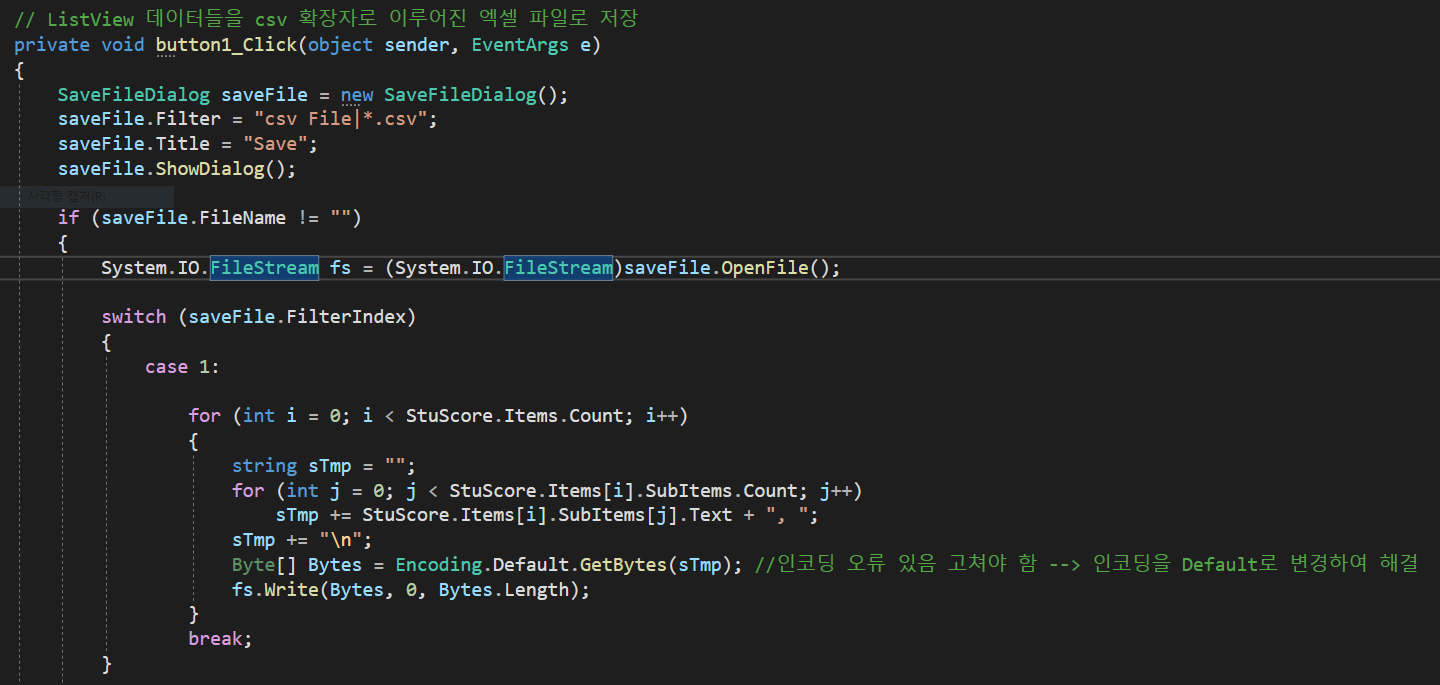 // ListView 데이터들을 csv 확장자로 이루어진 엑셀 파일로 저장
private void button1_Click(object sender, EventArgs e)
{
SaveFileDialog saveFile = new SaveFileDialog();
saveFile.Filter = "csv File|*.csv";
saveFile.Title = "Save";
saveFile.ShowDialog();
사각형 캡처(R)
if (saveFile.FileName != "")
{
System.IO.FileStream fs = (System.IO.FileStream)saveFile.OpenFile();
switch (saveFile.FilterIndex)
{
case 1:
for (int i = 0; i < StuScore.Items.Count; i++)
{
string sTmp = "";
for (int j = 0; j < StuScore.Items[i].SubItems.Count; j++)
sTmp += StuScore.Items[i].SubItems[j].Text + ", ";
sTmp += "\n";
Byte[] Bytes = Encoding.Default.GetBytes(sTmp); //인코딩 오류 있음 고쳐야 함 --> 인코딩을 Default로 변경하여 해결
fs.Write(Bytes, 0, Bytes.Length);
}
break;
}